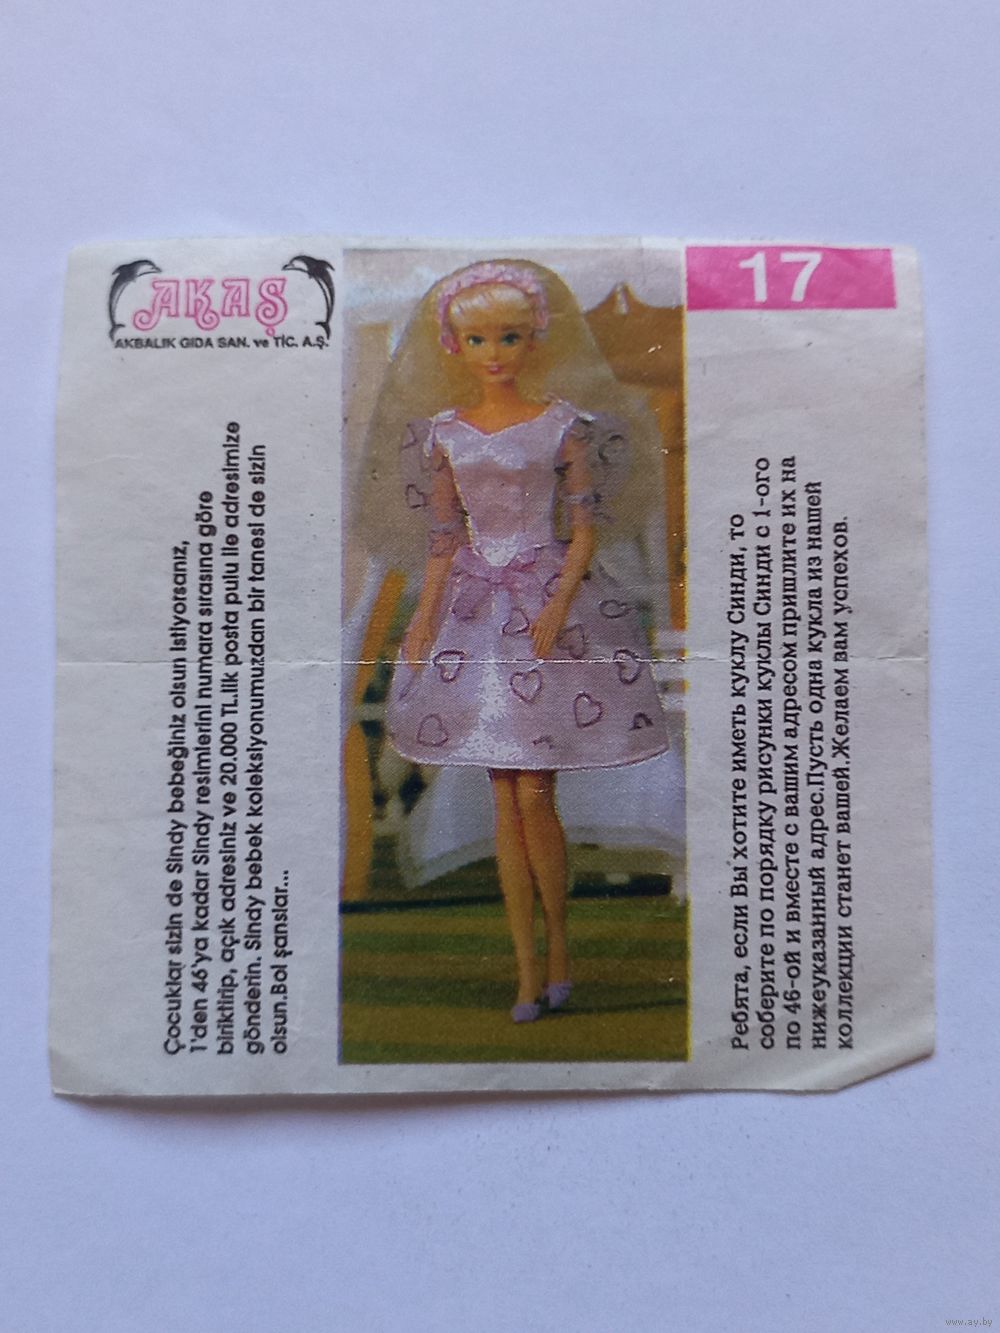 AKAŞ
AKBALIK GIDA SAN. ve TİC. A.Ş.
17
Çocuklar sizin de Sindy bebeğiniz olsun istiyorsanız,
1'den 46'ya kadar Sindy resimlerini numara sırasına göre
biriktirip, açık adresiniz ve 20.000 TL.lik posta pulu ile adresimize
gönderin. Sindy bebek koleksiyonumuzdan bir tanesi de sizin
olsun.Bol şanslar...
Ребята, если Вы хотите иметь куклу Синди, то
соберите по порядку рисунки куклы Синди с 1-ого
по 46-ой и вместе с вашим адресом пришлите их на
нижеуказанный адрес.Пусть одна кукла из нашей
коллекции станет вашей.Желаем вам успехов.
www.ay.by